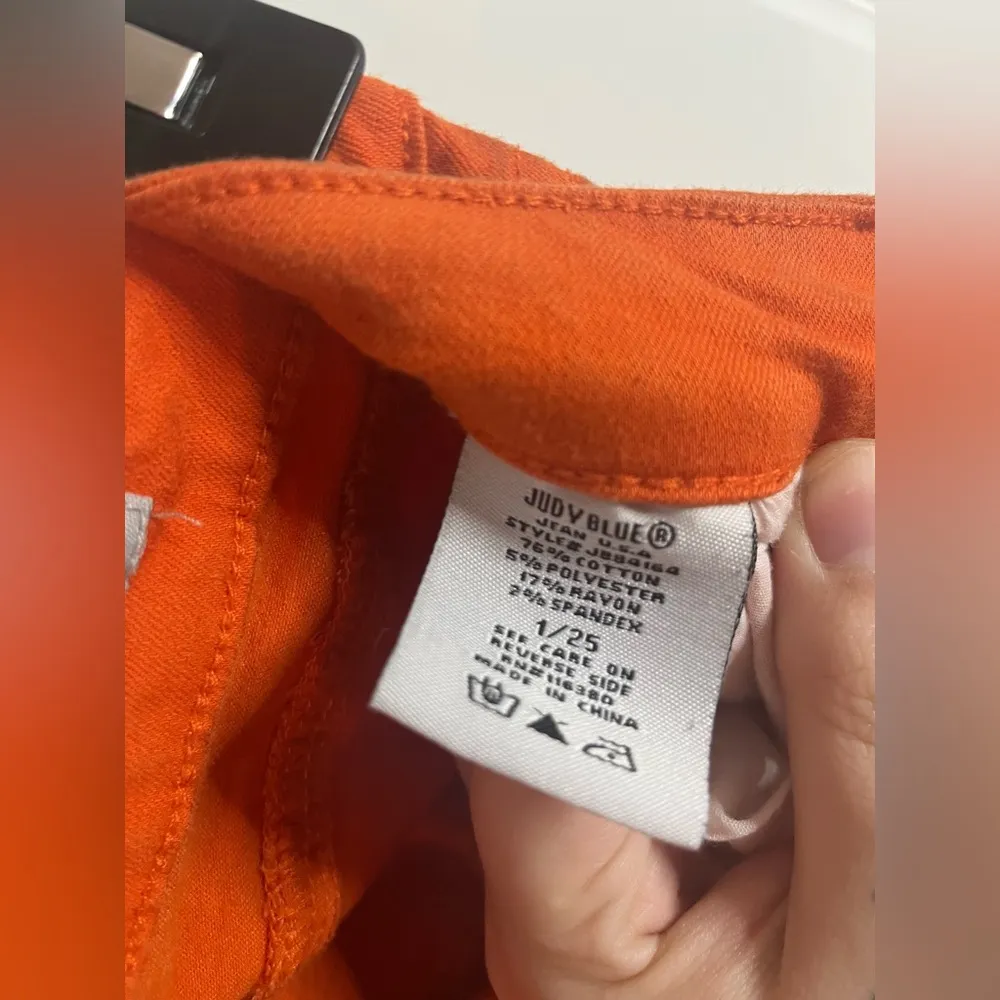 JUDY BLUE®
JEAN U.S.A
STYLE# JB84164
76% COTTON
5% POLYESTER
17% RAYON
2% SPANDEX
1/25
SEE CARE ON
REVERSE SIDE
RN#116380
MADE IN CHINA